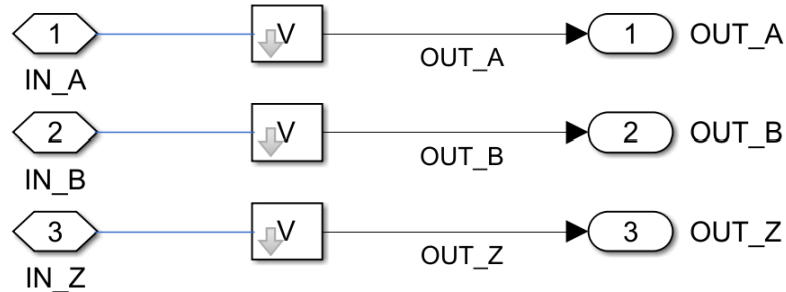 1 V OUT_A 1 OUT_A
IN_A
2 V OUT_B 2 OUT_B
IN_B
3 V OUT_Z 3 OUT_Z
IN_Z